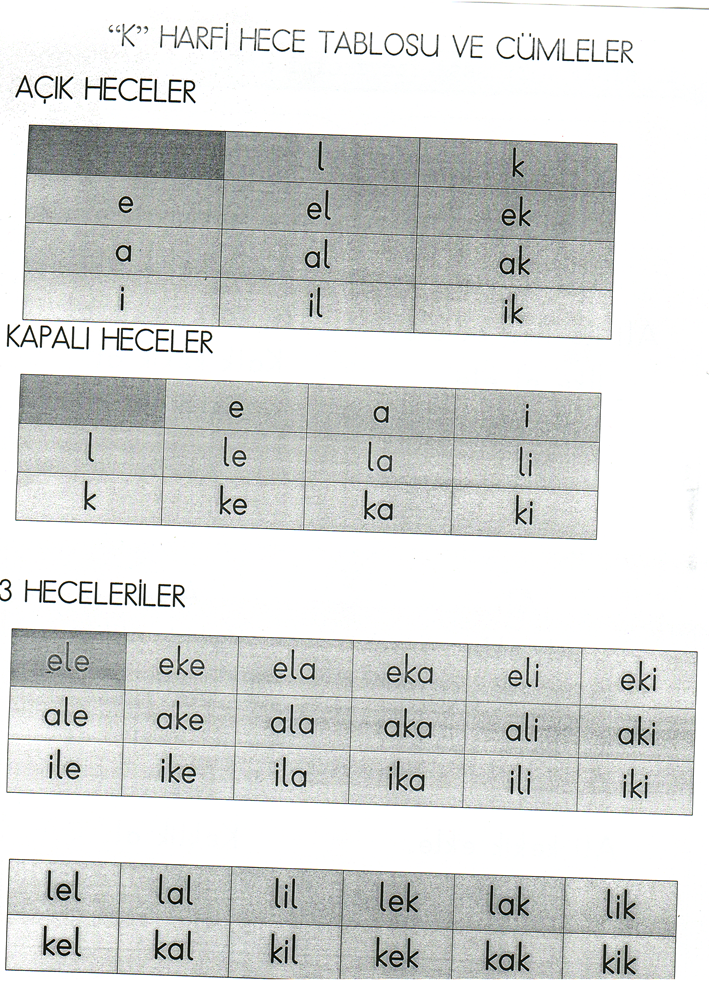 “K” HARFİ HECE TABLOSU VE CÜMLELER
AÇIK HECELER
l k
e el ek
a al ak
i il ik
KAPALI HECELER
e a i
l le la li
k ke ka ki
3 HECELERİLER
ele eke ela eka eli eki
ale ake ala aka ali aki
ile ike ila ika ili iki
lel lal lil lek lak lik
kel kal kil kek kak kik